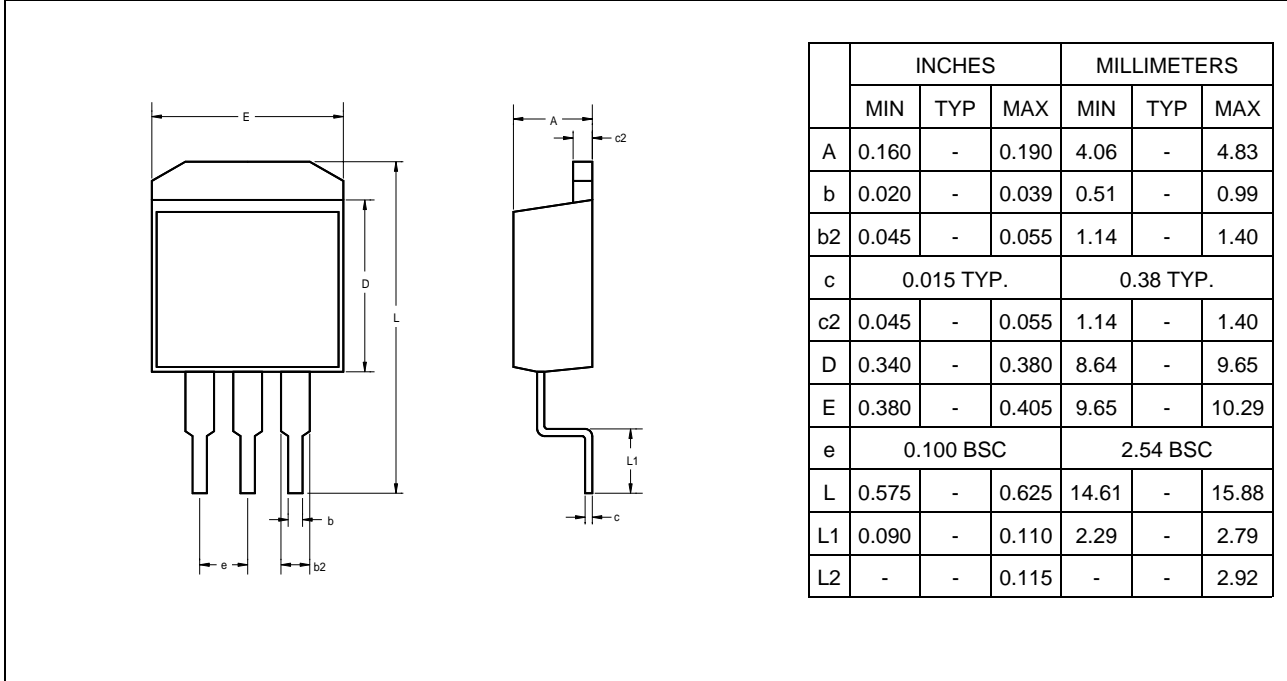 E
D
L
b
e
b2
A
c2
L1
c
INCHES MILLIMETERS
MIN TYP MAX MIN TYP MAX
A 0.160 - 0.190 4.06 - 4.83
b 0.020 - 0.039 0.51 - 0.99
b2 0.045 - 0.055 1.14 - 1.40
c 0.015 TYP. 0.38 TYP.
c2 0.045 - 0.055 1.14 - 1.40
D 0.340 - 0.380 8.64 - 9.65
E 0.380 - 0.405 9.65 - 10.29
e 0.100 BSC 2.54 BSC
L 0.575 - 0.625 14.61 - 15.88
L1 0.090 - 0.110 2.29 - 2.79
L2 - - 0.115 - - 2.92